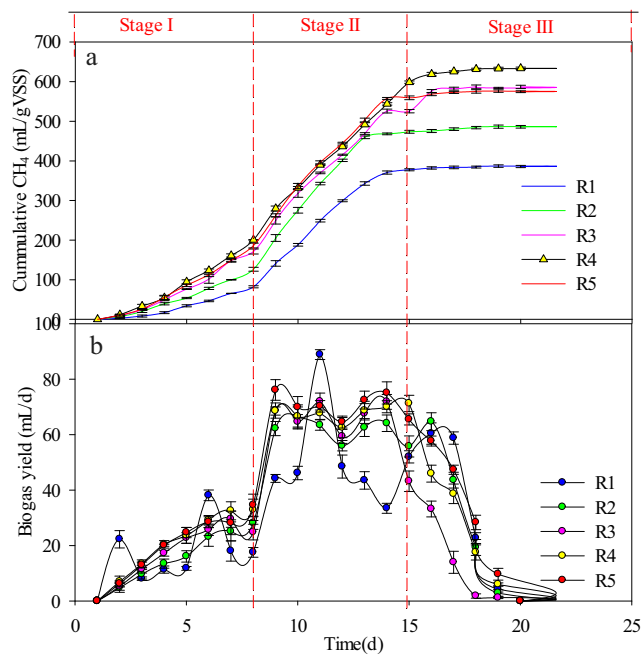 Stage I Stage II Stage III
700
a
600
500
400
300
200
100
0
Cummulative CH₄ (mL/gVSS)
R1
R2
R3
R4
R5
100
b
80
60
40
20
0
Biogas yield (mL/d)
R1
R2
R3
R4
R5
0 5 10 15 20 25
Time(d)